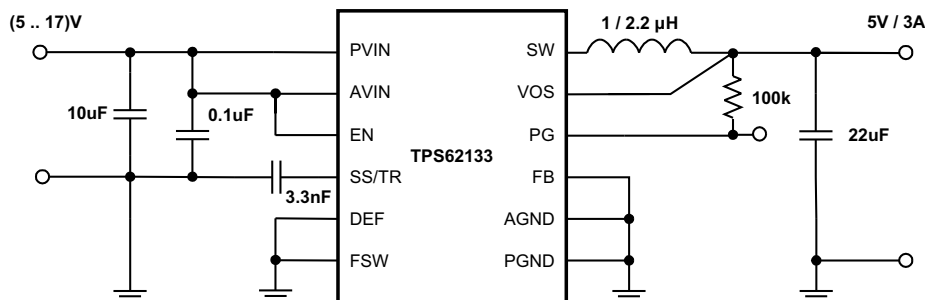 (5 .. 17)V
1 / 2.2 µH
5V / 3A
PVIN
SW
AVIN
VOS
10uF
0.1uF
100k
EN
PG
22uF
TPS62133
SS/TR
FB
3.3nF
DEF
AGND
FSW
PGND